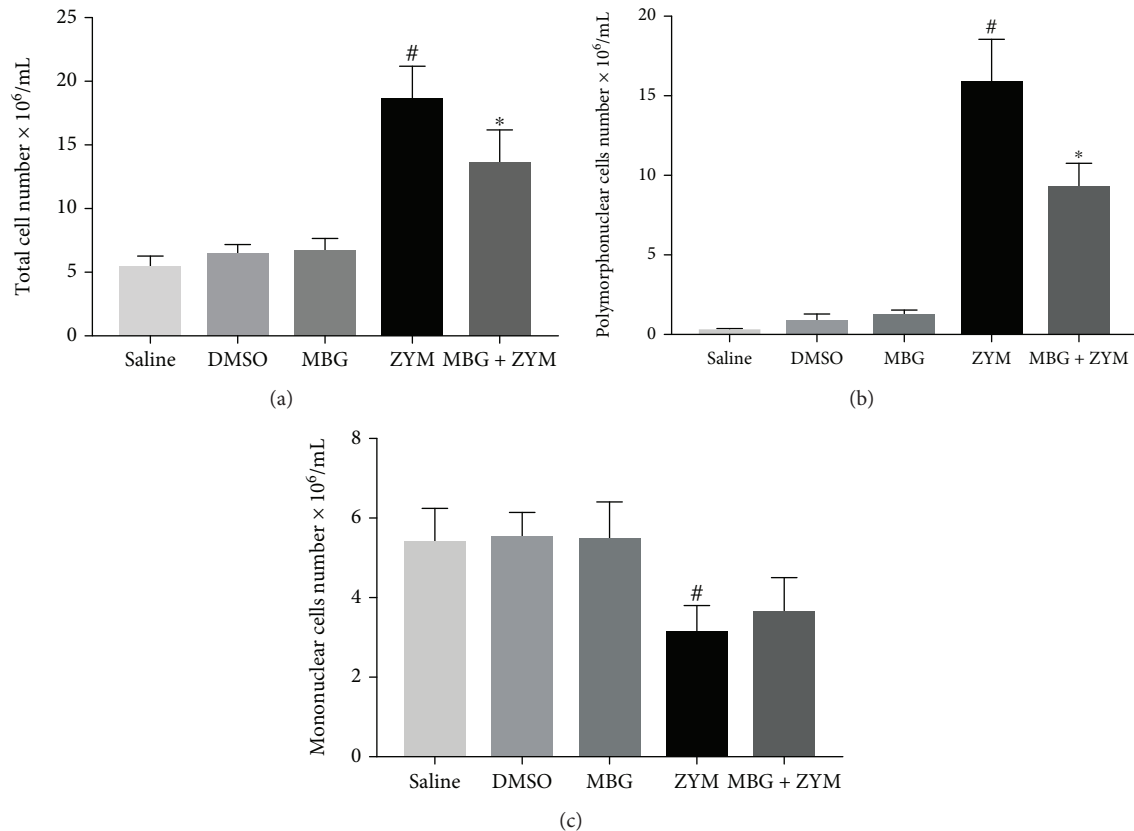 Total cell number × 10⁶/mL
25
20
15
10
5
0
#
*
Saline DMSO MBG ZYM MBG + ZYM
(a)
Polymorphonuclear cells number × 10⁶/mL
20
15
10
5
0
#
*
Saline DMSO MBG ZYM MBG + ZYM
(b)
Mononuclear cells number × 10⁶/mL
8
6
4
2
0
#
Saline DMSO MBG ZYM MBG + ZYM
(c)